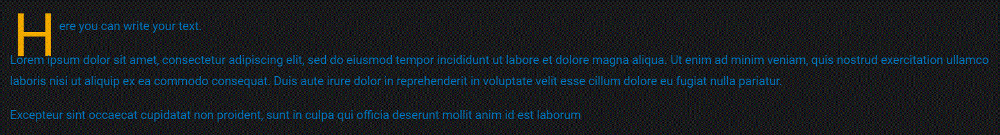 Here you can write your text.
Lorem ipsum dolor sit amet, consectetur adipiscing elit, sed do eiusmod tempor incididunt ut labore et dolore magna aliqua. Ut enim ad minim veniam, quis nostrud exercitation ullamco
laboris nisi ut aliquip ex ea commodo consequat. Duis aute irure dolor in reprehenderit in voluptate velit esse cillum dolore eu fugiat nulla pariatur.
Excepteur sint occaecat cupidatat non proident, sunt in culpa qui officia deserunt mollit anim id est laborum